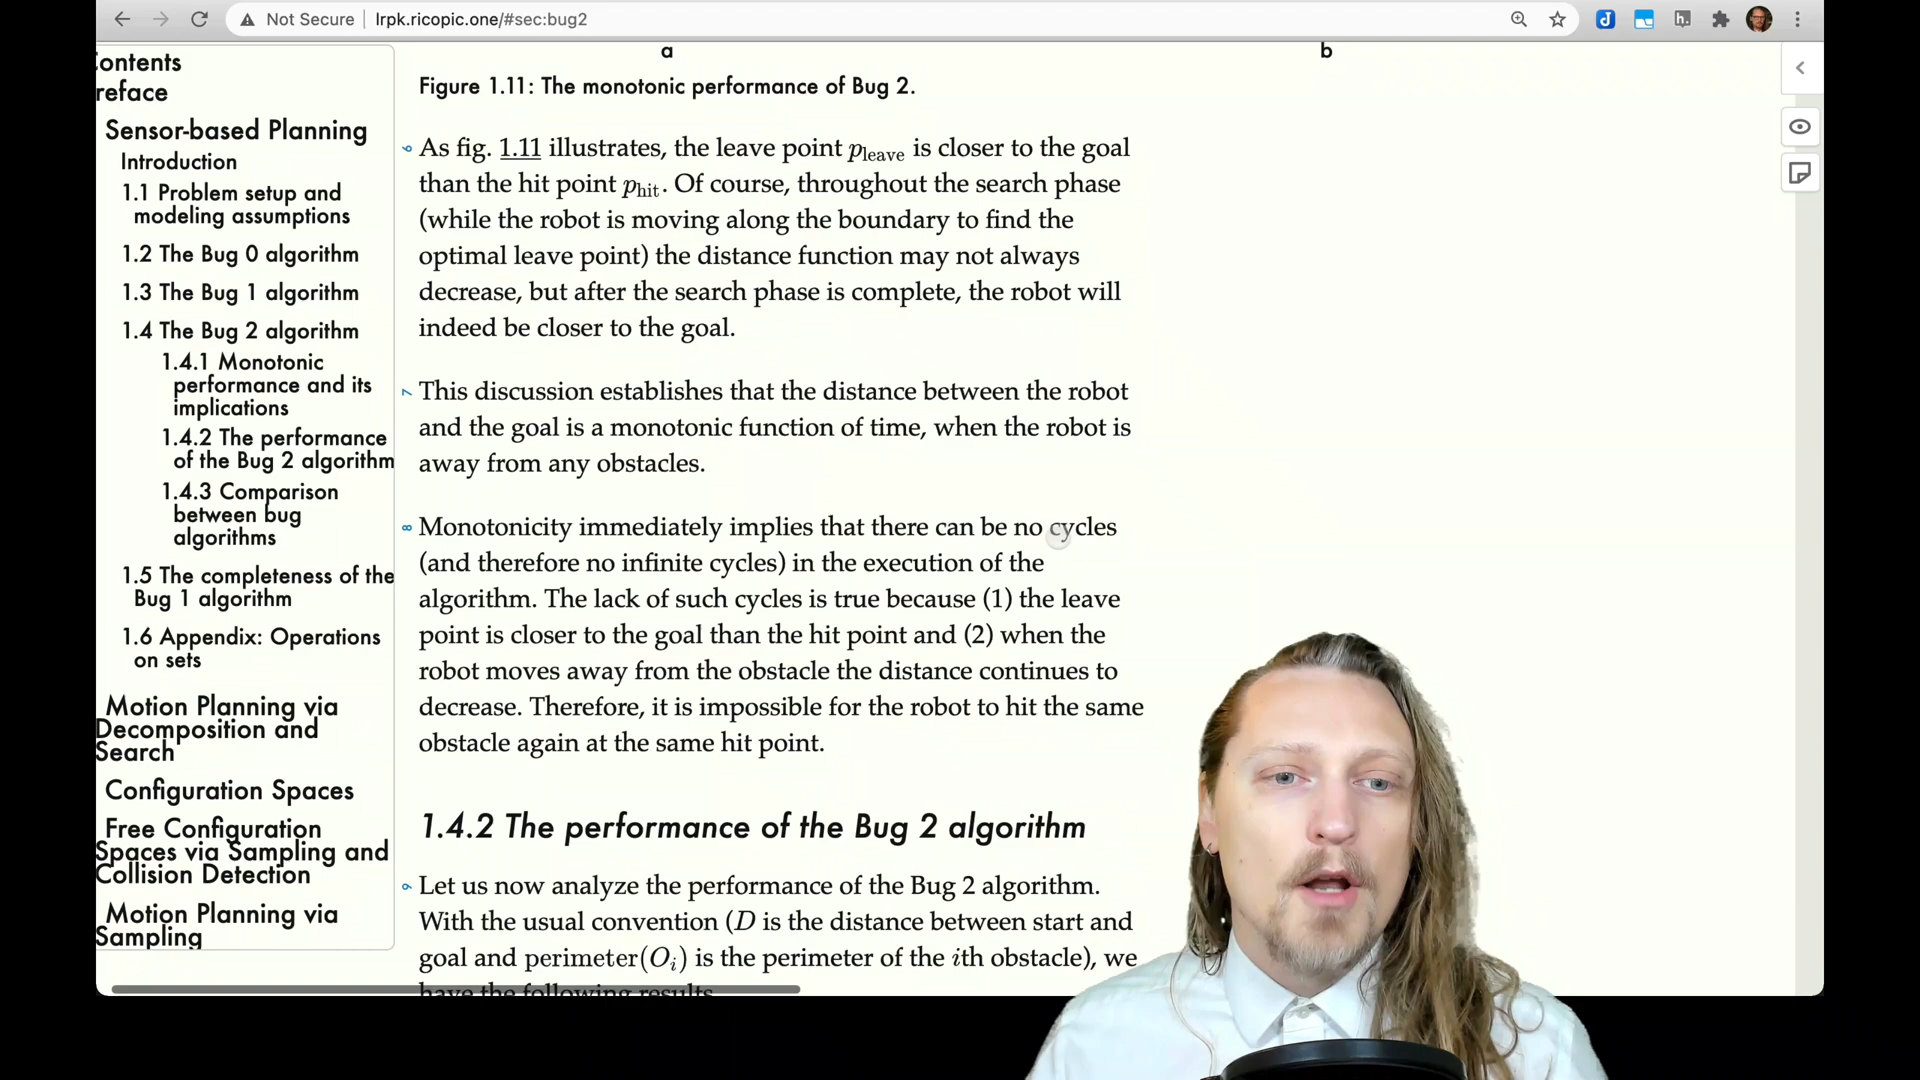 Not Secure | lrpk.ricopic.one/#sec:bug2
ontents
reface
Sensor-based Planning
Introduction
1.1 Problem setup and
modeling assumptions
1.2 The Bug 0 algorithm
1.3 The Bug 1 algorithm
1.4 The Bug 2 algorithm
1.4.1 Monotonic
performance and its
implications
1.4.2 The performance
of the Bug 2 algorithm
1.4.3 Comparison
between bug
algorithms
1.5 The completeness of the
Bug 1 algorithm
1.6 Appendix: Operations
on sets
Motion Planning via
Decomposition and
Search
Configuration Spaces
Free Configuration
Spaces via Sampling and
Collision Detection
Motion Planning via
Sampling
a
b
Figure 1.11: The monotonic performance of Bug 2.
6 As fig. 1.11 illustrates, the leave point pleave is closer to the goal
than the hit point phit. Of course, throughout the search phase
(while the robot is moving along the boundary to find the
optimal leave point) the distance function may not always
decrease, but after the search phase is complete, the robot will
indeed be closer to the goal.
7 This discussion establishes that the distance between the robot
and the goal is a monotonic function of time, when the robot is
away from any obstacles.
8 Monotonicity immediately implies that there can be no cycles
(and therefore no infinite cycles) in the execution of the
algorithm. The lack of such cycles is true because (1) the leave
point is closer to the goal than the hit point and (2) when the
robot moves away from the obstacle the distance continues to
decrease. Therefore, it is impossible for the robot to hit the same
obstacle again at the same hit point.
1.4.2 The performance of the Bug 2 algorithm
9 Let us now analyze the performance of the Bug 2 algorithm.
With the usual convention (D is the distance between start and
goal and perimeter(Oi) is the perimeter of the ith obstacle), we
have the following results